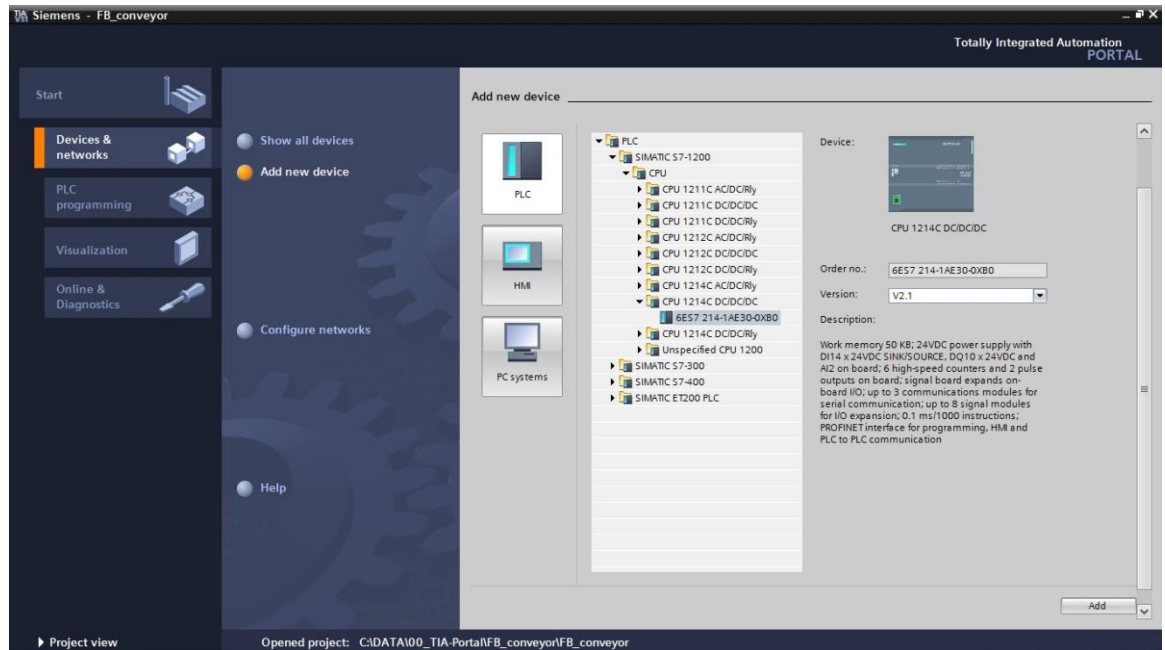 Siemens - FB_conveyor
Totally Integrated Automation
PORTAL
Start
Devices &
networks
PLC
programming
Visualization
Online &
Diagnostics
Show all devices
Add new device
Configure networks
Help
Add new device
PLC
HMI
PC systems
PLC
SIMATIC S7-1200
CPU
CPU 1211C AC/DC/Rly
CPU 1211C DC/DC/DC
CPU 1211C DC/DC/Rly
CPU 1212C AC/DC/Rly
CPU 1212C DC/DC/DC
CPU 1212C DC/DC/Rly
CPU 1214C AC/DC/Rly
CPU 1214C DC/DC/DC
6ES7 214-1AE30-0XB0
CPU 1214C DC/DC/Rly
Unspecified CPU 1200
SIMATIC S7-300
SIMATIC S7-400
SIMATIC ET200 PLC
Device:
CPU 1214C DC/DC/DC
Order no.: 6ES7 214-1AE30-0XB0
Version: V2.1
Description:
Work memory 50 KB; 24VDC power supply with
DI14 x 24VDC SINK/SOURCE, DQ10 x 24VDC and
AI2 on board; 6 high-speed counters and 2 pulse
outputs on board; signal board expands on-
board I/O; up to 3 communications modules for
serial communication; up to 8 signal modules
for I/O expansion; 0.1 ms/1000 instructions;
PROFINET interface for programming, HMI and
PLC to PLC communication
Add
Project view
Opened project: C:\DATA\00_TIA-Portal\FB_conveyor\FB_conveyor